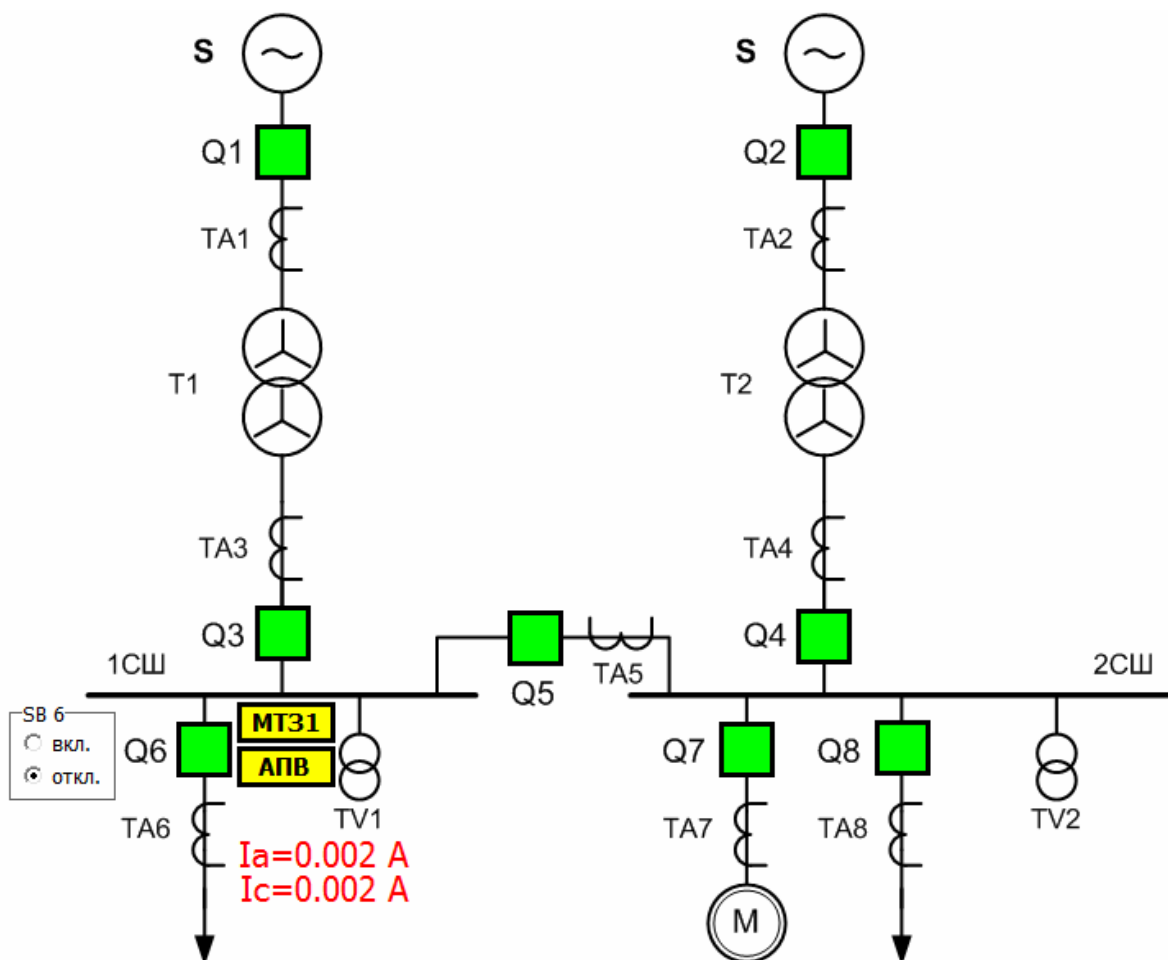 S
S
Q1
Q2
TA1
TA2
T1
T2
TA3
TA4
Q3
Q4
1СШ
TA5
2СШ
Q5
SB 6
вкл.
откл.
Q6
МТЗ1
АПВ
Q7
Q8
TA6
TV1
TA7
TA8
TV2
Ia=0.002 A
Ic=0.002 A
M